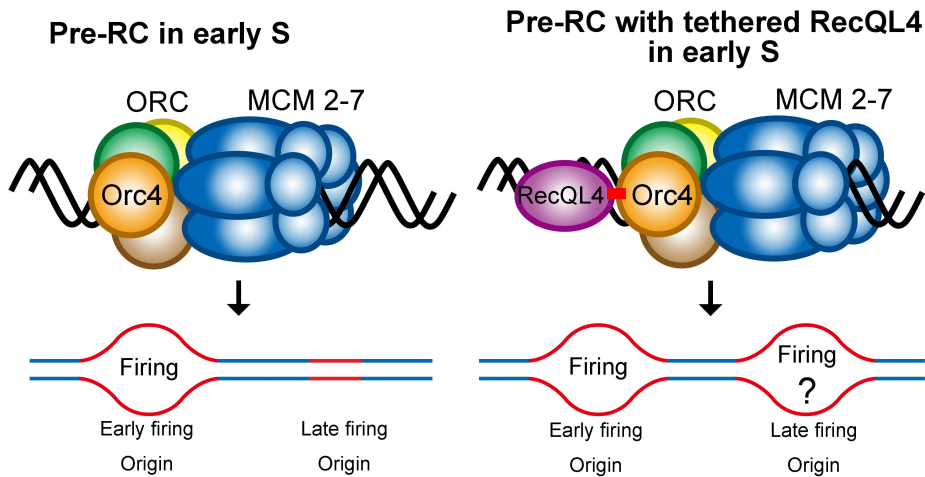 Pre-RC in early S
ORC
MCM 2-7
Orc4
Firing
Early firing
Origin
Late firing
Origin
Pre-RC with tethered RecQL4
in early S
ORC
MCM 2-7
RecQL4
Orc4
Firing
Firing
?
Early firing
Origin
Late firing
Origin